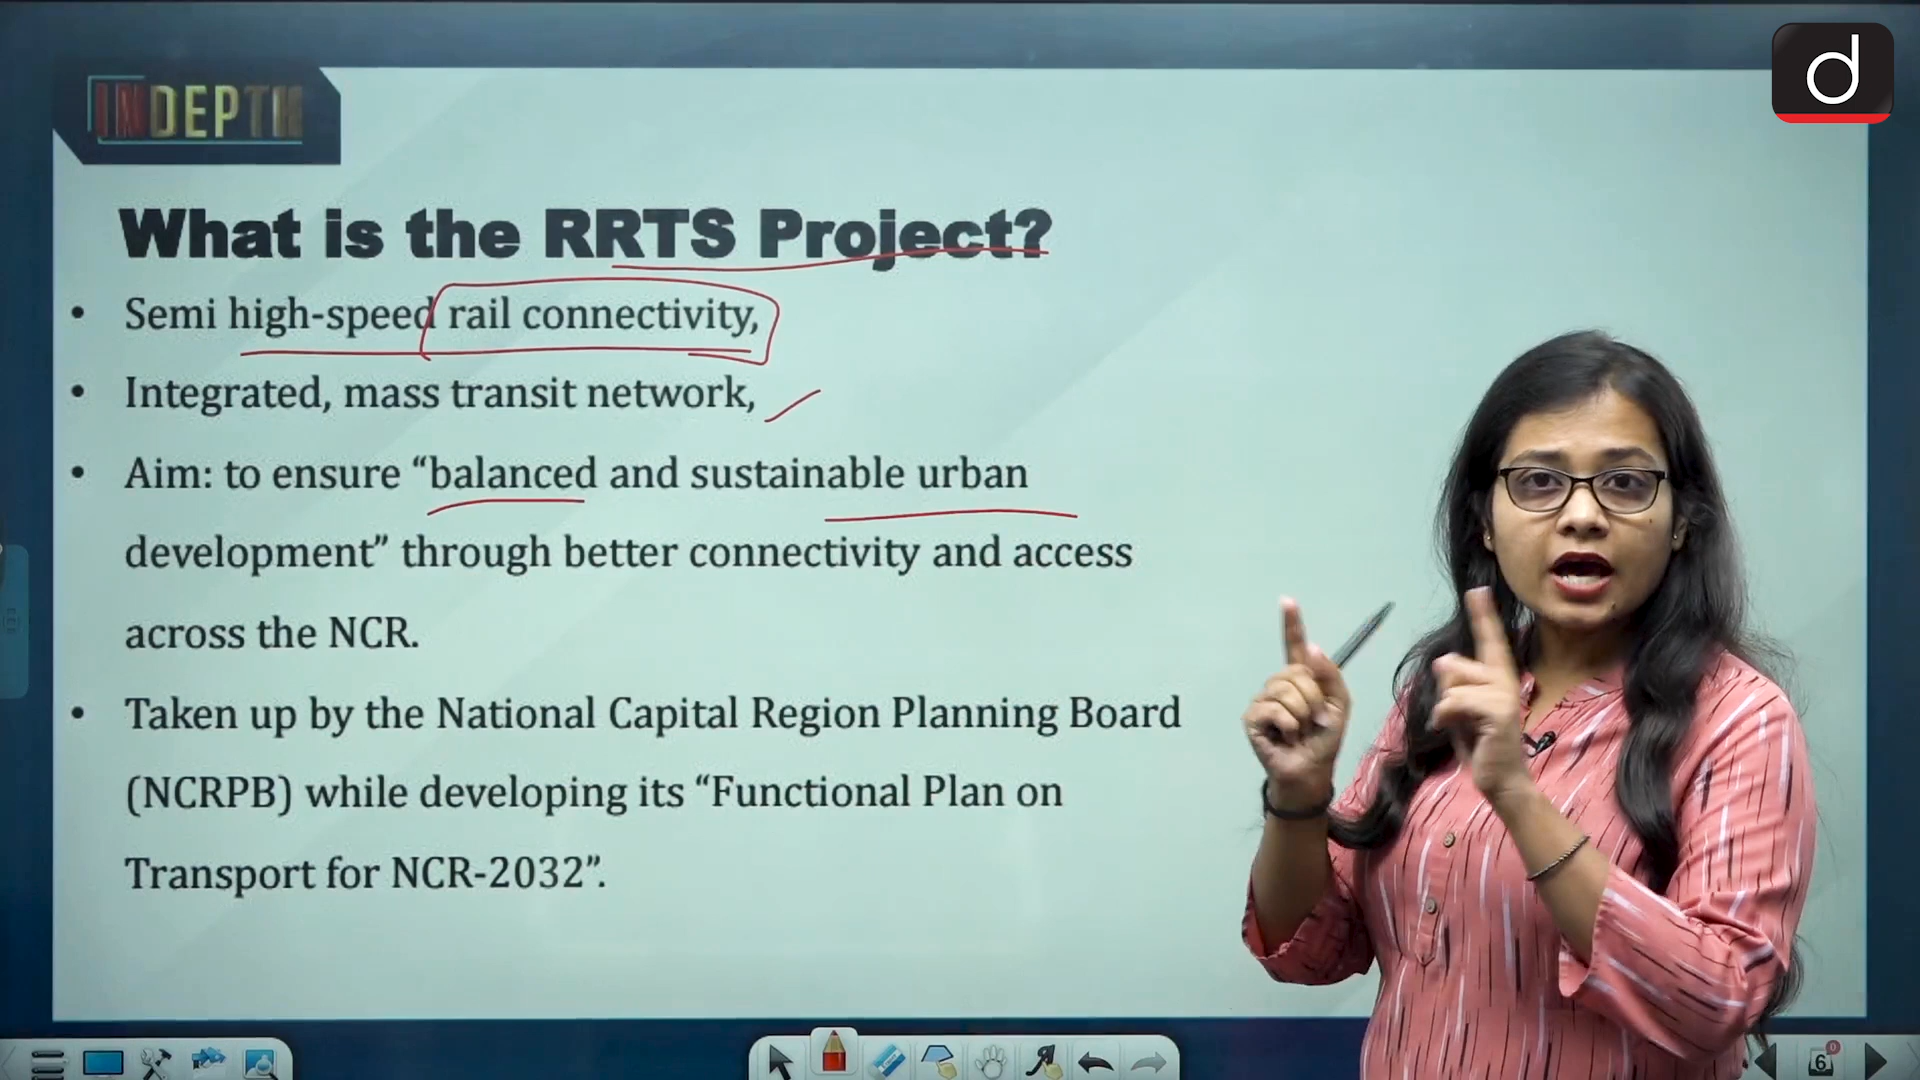 d
INDEPTH
What is the RRTS Project?
• Semi high-speed rail connectivity,
• Integrated, mass transit network,
• Aim: to ensure “balanced and sustainable urban
development” through better connectivity and access
across the NCR.
• Taken up by the National Capital Region Planning Board
(NCRPB) while developing its “Functional Plan on
Transport for NCR-2032”.
6
0